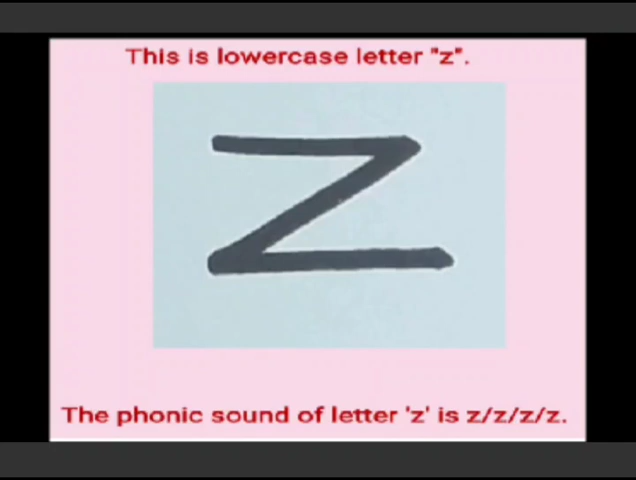 This is lowercase letter "z".
z
The phonic sound of letter 'z' is z/z/z/z.